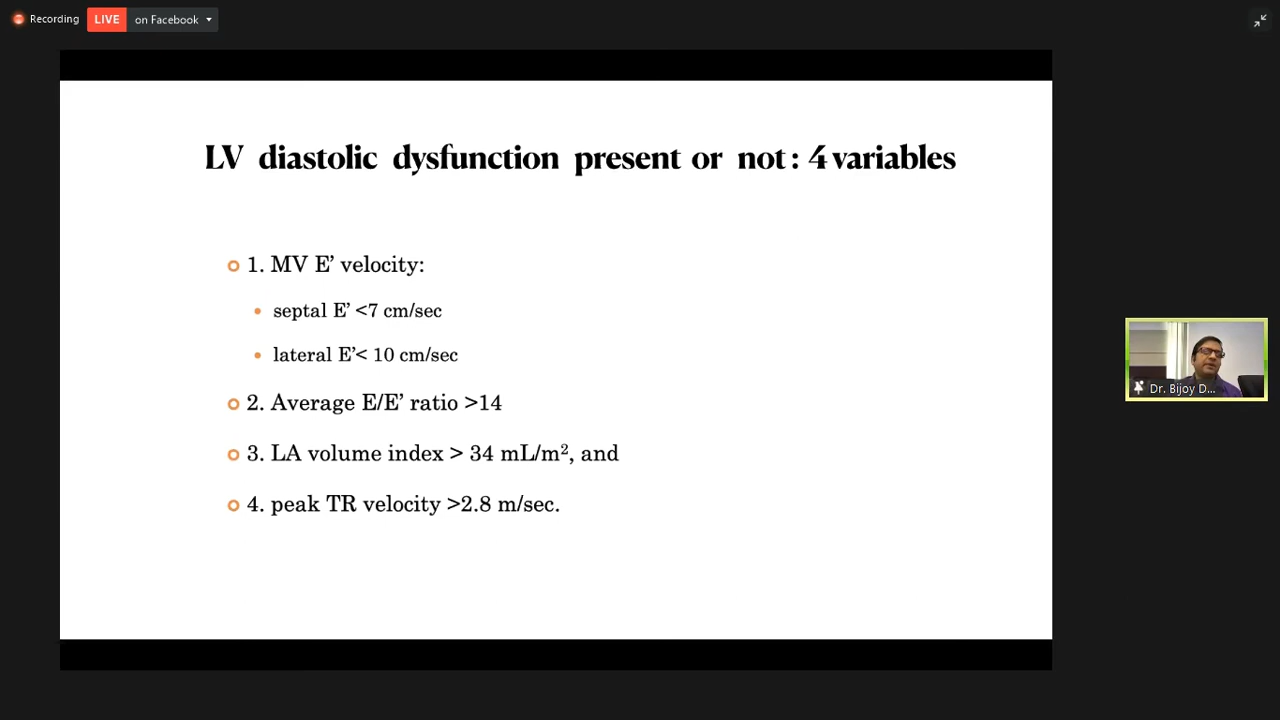 Recording
LIVE on Facebook
LV diastolic dysfunction present or not: 4 variables
1. MV E’ velocity:
septal E’ <7 cm/sec
lateral E’< 10 cm/sec
2. Average E/E’ ratio >14
3. LA volume index > 34 mL/m², and
4. peak TR velocity >2.8 m/sec.
Dr. Bijoy D...